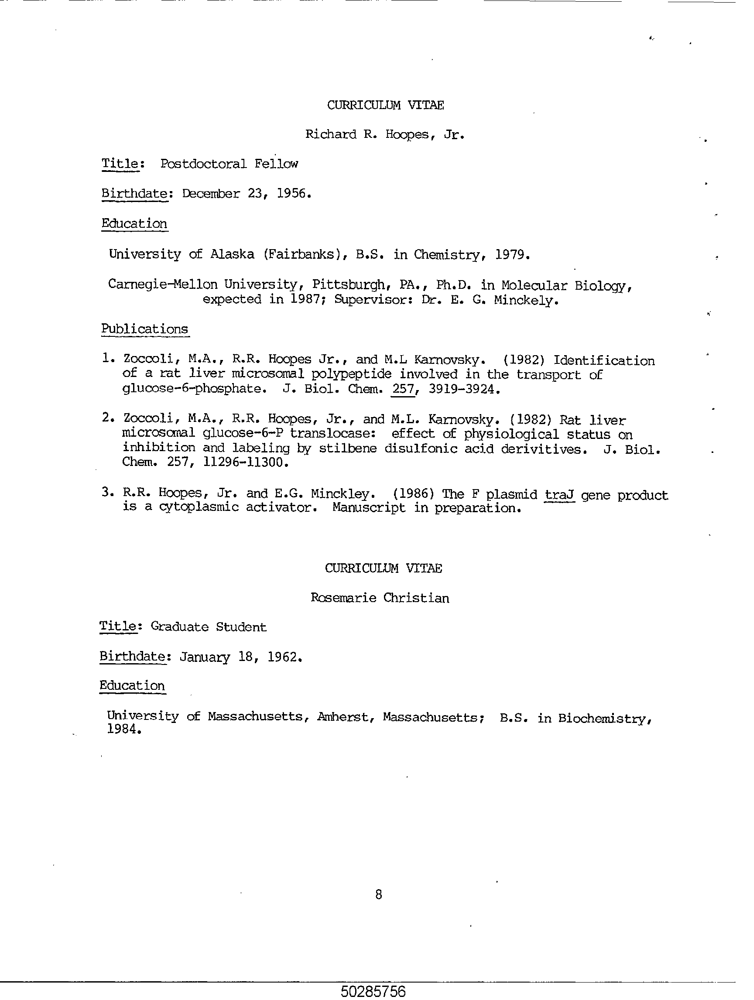 CURRICULUM VITAE
Richard R. Hoopes, Jr.
Title: Postdoctoral Fellow
Birthdate: December 23, 1956.
Education
University of Alaska (Fairbanks), B.S. in Chemistry, 1979.
Carnegie-Mellon University, Pittsburgh, PA., Ph.D. in Molecular Biology,
expected in 1987; Supervisor: Dr. E. G. Minckely.
Publications
1. Zoccoli, M.A., R.R. Hoopes Jr., and M.L Karnovsky. (1982) Identification
of a rat liver microsomal polypeptide involved in the transport of
glucose-6-phosphate. J. Biol. Chem. 257, 3919-3924.
2. Zoccoli, M.A., R.R. Hoopes, Jr., and M.L. Karnovsky. (1982) Rat liver
microsomal glucose-6-P translocase: effect of physiological status on
inhibition and labeling by stilbene disulfonic acid derivitives. J. Biol.
Chem. 257, 11296-11300.
3. R.R. Hoopes, Jr. and E.G. Minckley. (1986) The F plasmid traJ gene product
is a cytoplasmic activator. Manuscript in preparation.
CURRICULUM VITAE
Rosemarie Christian
Title: Graduate Student
Birthdate: January 18, 1962.
Education
University of Massachusetts, Amherst, Massachusetts; B.S. in Biochemistry,
1984.
8
50285756